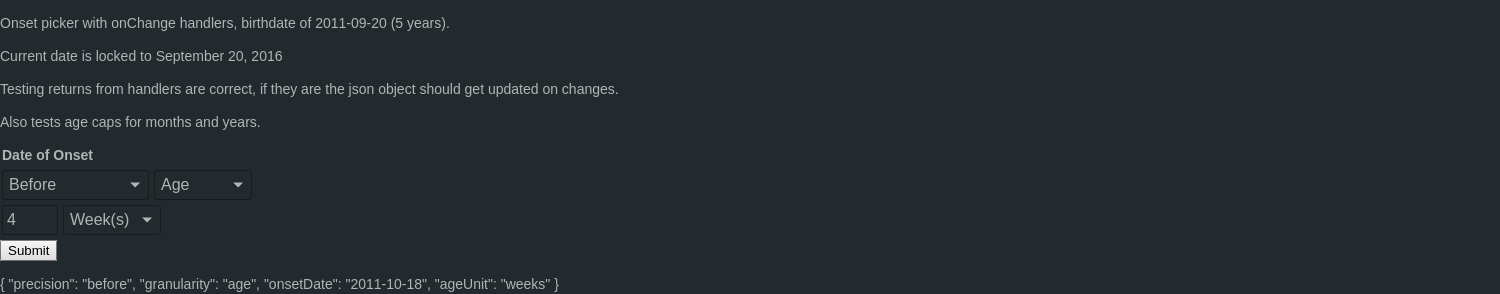 Onset picker with onChange handlers, birthdate of 2011-09-20 (5 years).
Current date is locked to September 20, 2016
Testing returns from handlers are correct, if they are the json object should get updated on changes.
Also tests age caps for months and years.
Date of Onset
Before Age
4 Week(s)
Submit
{ "precision": "before", "granularity": "age", "onsetDate": "2011-10-18", "ageUnit": "weeks" }